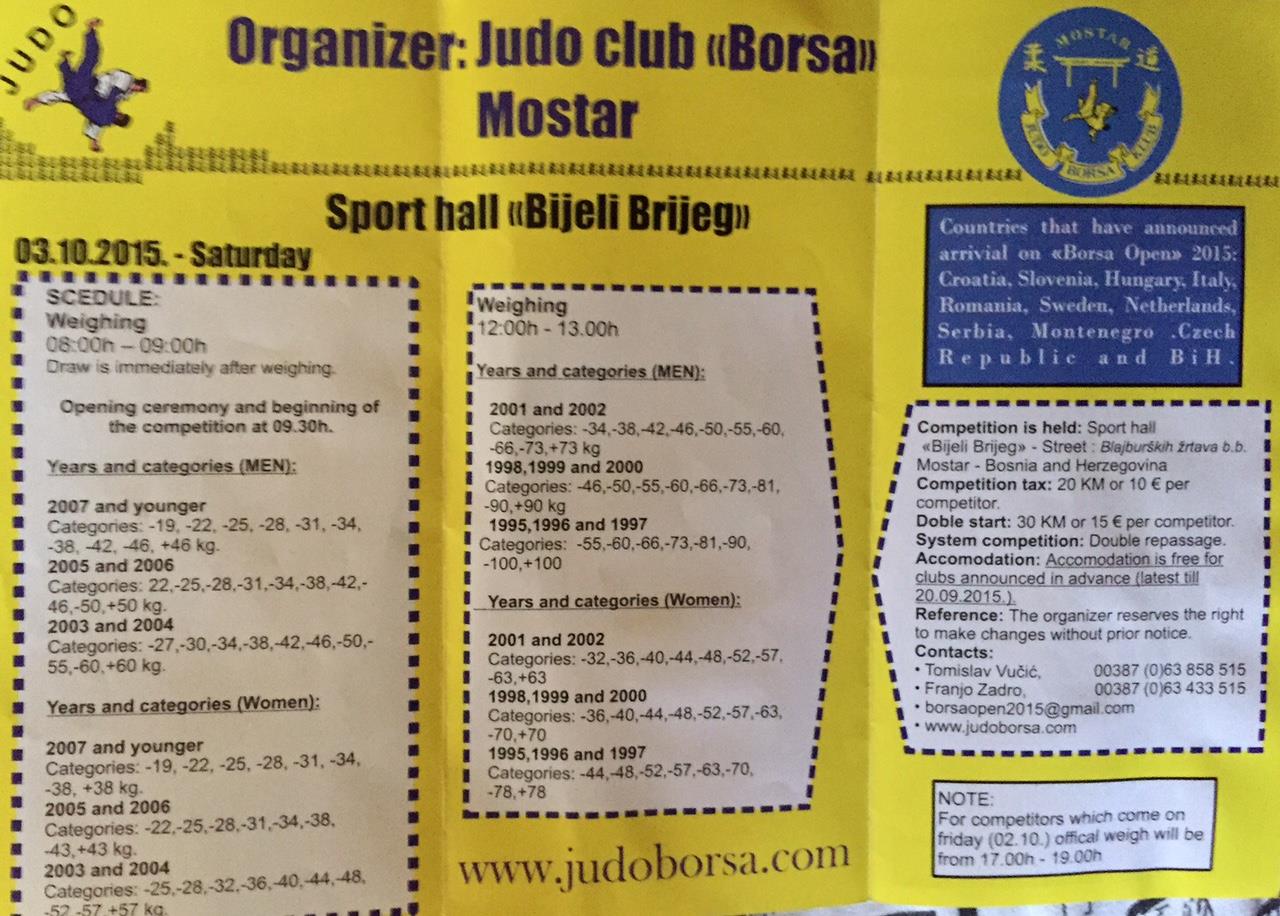 JUDO
Organizer: Judo club «Borsa»
Mostar
MOSTAR
柔 道
JUDO BORSA KLUB
Sport hall «Bijeli Brijeg»
03.10.2015. - Saturday
SCEDULE:
Weighing
08:00h – 09:00h
Draw is immediately after weighing.
Opening ceremony and beginning of
the competition at 09.30h.
Years and categories (MEN):
2007 and younger
Categories: -19, -22, -25, -28, -31, -34,
-38, -42, -46, +46 kg.
2005 and 2006
Categories: 22,-25,-28,-31,-34,-38,-42,-
46,-50,+50 kg.
2003 and 2004
Categories: -27,-30,-34,-38,-42,-46,-50,-
55,-60,+60 kg.
Years and categories (Women):
2007 and younger
Categories: -19, -22, -25, -28, -31, -34,
-38, +38 kg.
2005 and 2006
Categories: -22,-25,-28,-31,-34,-38,
-43,+43 kg.
2003 and 2004
Categories: -25,-28,-32,-36,-40,-44,-48,
-52,-57,+57 kg.
Weighing
12:00h - 13.00h
Years and categories (MEN):
2001 and 2002
Categories: -34,-38,-42,-46,-50,-55,-60,
-66,-73,+73 kg
1998,1999 and 2000
Categories: -46,-50,-55,-60,-66,-73,-81,
-90,+90 kg
1995,1996 and 1997
Categories: -55,-60,-66,-73,-81,-90,
-100,+100
Years and categories (Women):
2001 and 2002
Categories: -32,-36,-40,-44,-48,-52,-57,
-63,+63
1998,1999 and 2000
Categories: -36,-40,-44,-48,-52,-57,-63,
-70,+70
1995,1996 and 1997
Categories: -44,-48,-52,-57,-63,-70,
-78,+78
www.judoborsa.com
Countries that have announced
arrivial on «Borsa Open» 2015:
Croatia, Slovenia, Hungary, Italy,
Romania, Sweden, Netherlands,
Serbia, Montenegro .Czech
Republic and BiH.
Competition is held: Sport hall
«Bijeli Brijeg» - Street : Blajburških žrtava b.b.
Mostar - Bosnia and Herzegovina
Competition tax: 20 KM or 10 € per
competitor.
Doble start: 30 KM or 15 € per competitor.
System competition: Double repassage.
Accomodation: Accomodation is free for
clubs announced in advance (latest till
20.09.2015.).
Reference: The organizer reserves the right
to make changes without prior notice.
Contacts:
• Tomislav Vučić, 00387 (0)63 858 515
• Franjo Zadro, 00387 (0)63 433 515
• borsaopen2015@gmail.com
• www.judoborsa.com
NOTE:
For competitors which come on
friday (02.10.) offical weigh will be
from 17.00h - 19.00h